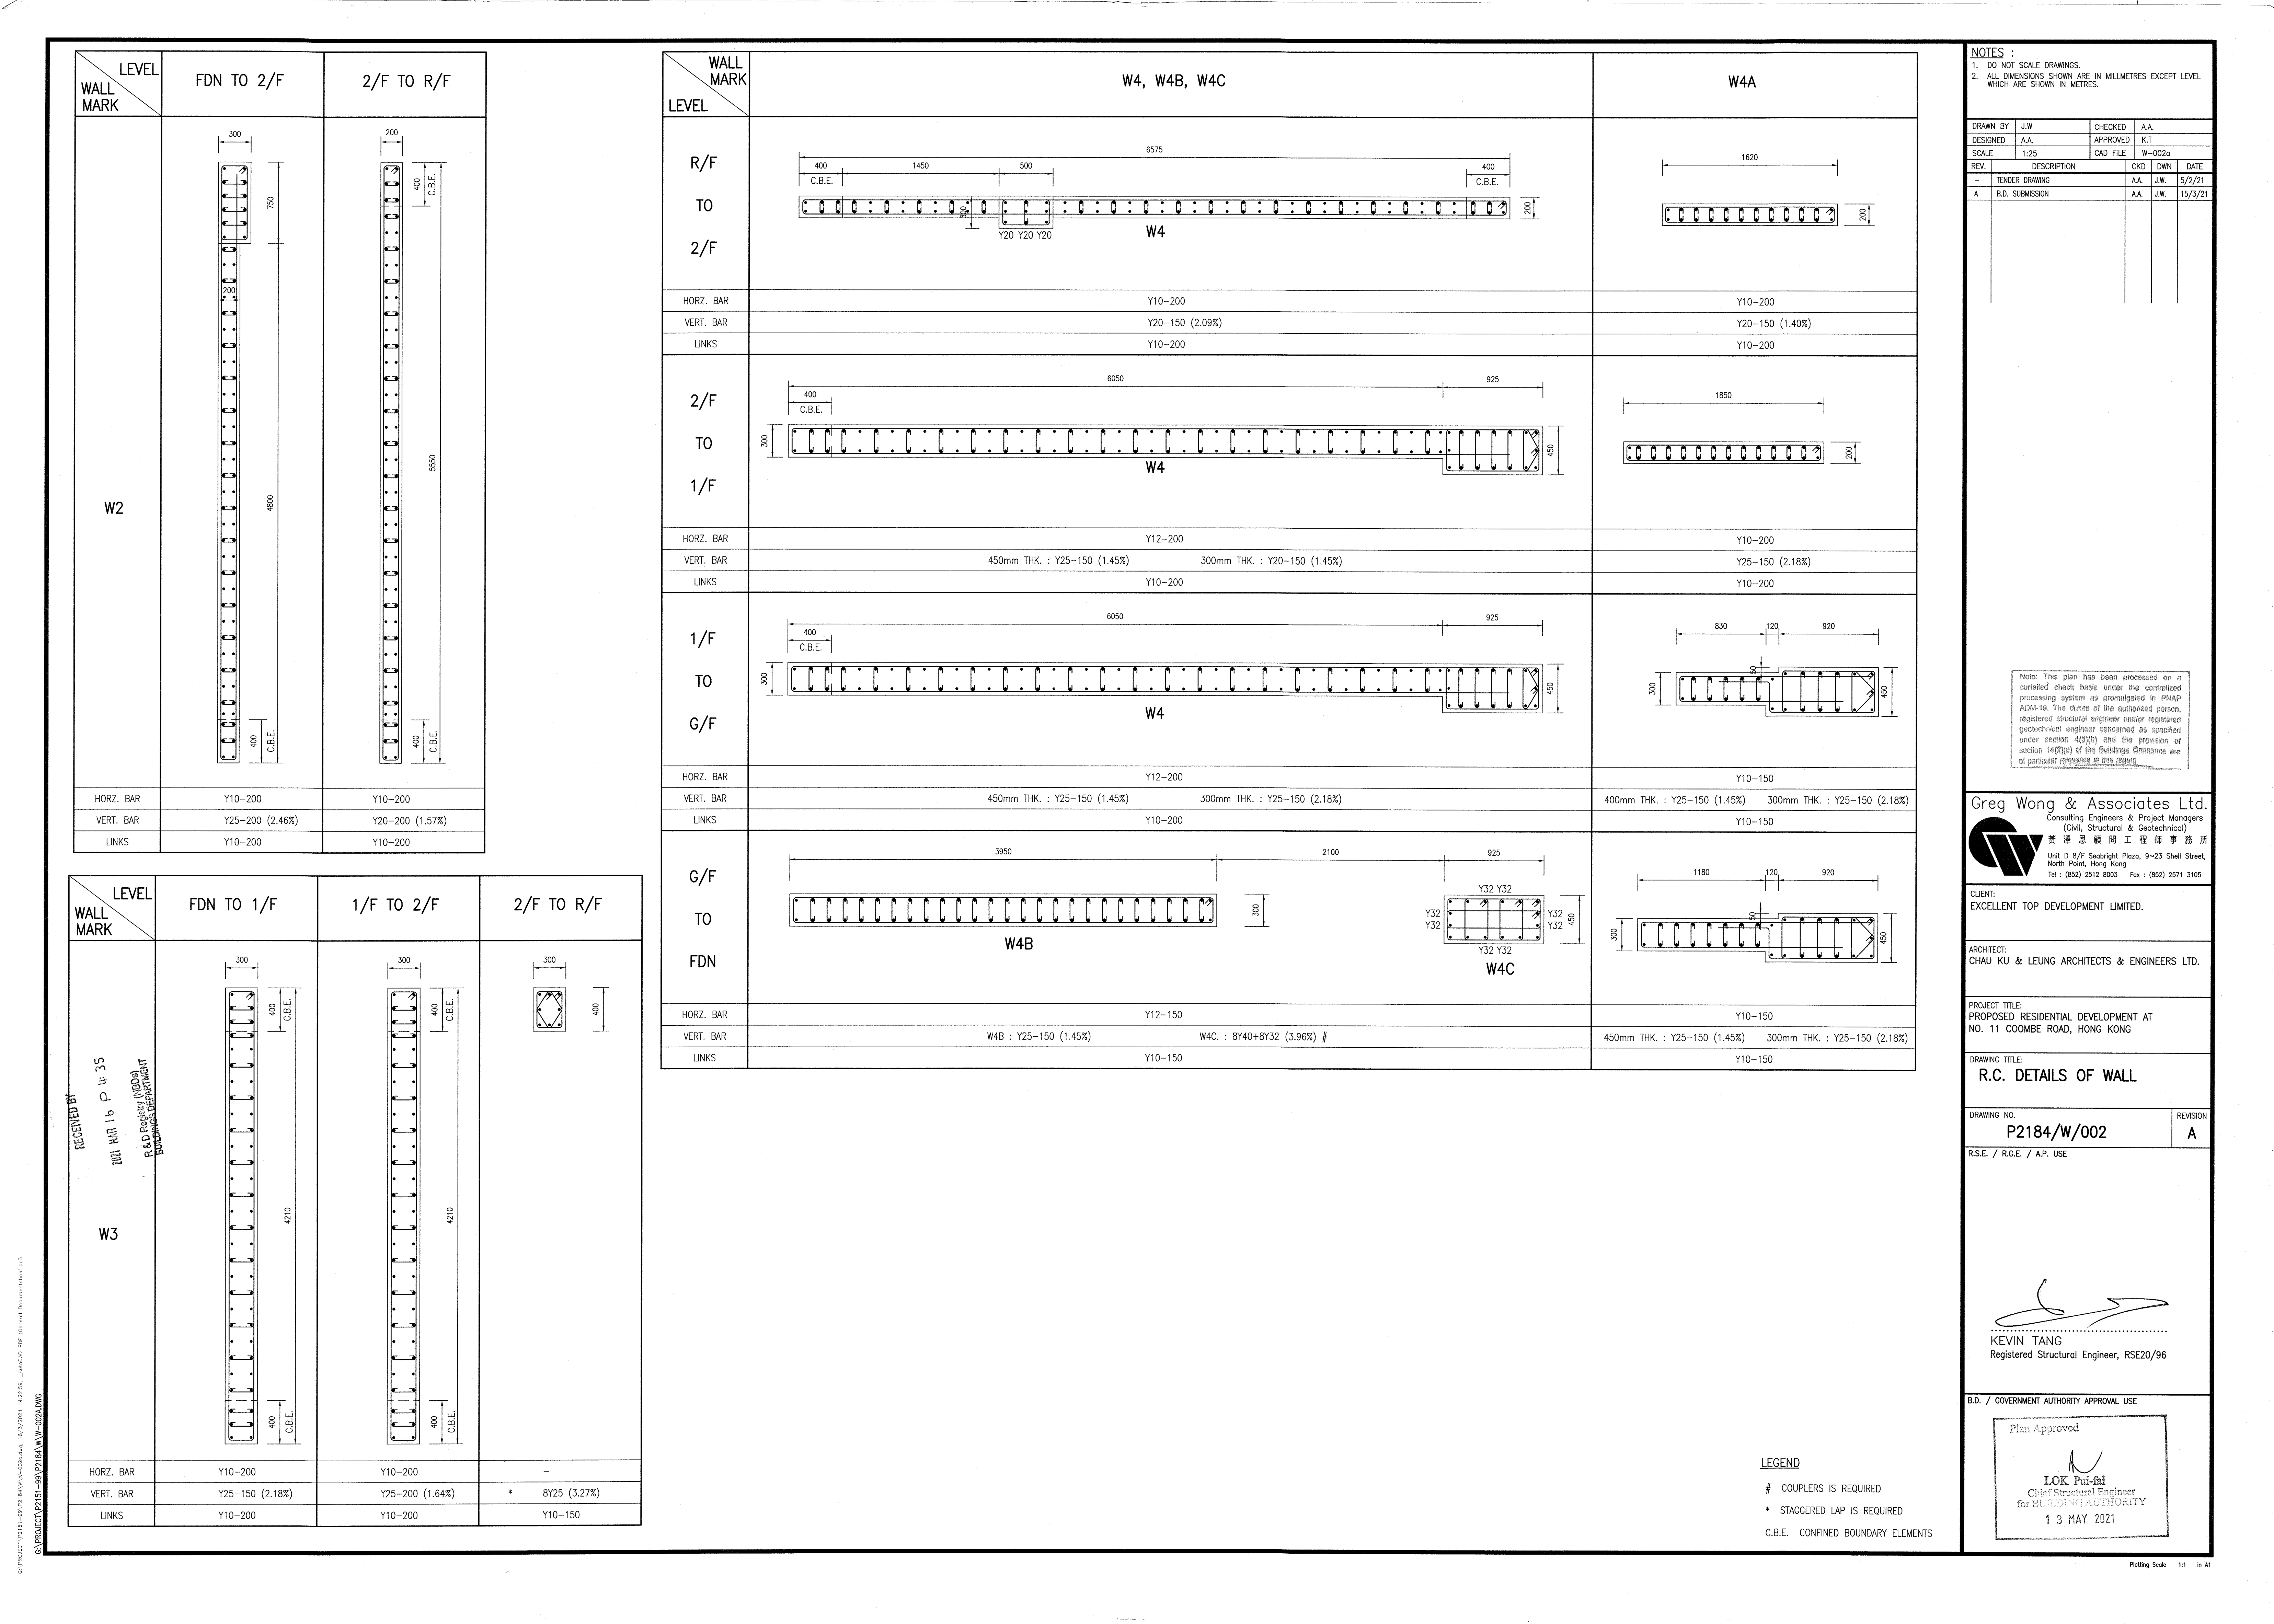 LEVEL
WALL
MARK
FDN TO 2/F
2/F TO R/F
300
750
200
4800
400
C.B.E.
200
400
C.B.E.
5550
400
C.B.E.
W2
HORZ. BAR Y10-200 Y10-200
VERT. BAR Y25-200 (2.46%) Y20-200 (1.57%)
LINKS Y10-200 Y10-200
LEVEL
WALL
MARK
FDN TO 1/F
1/F TO 2/F
2/F TO R/F
300
400
C.B.E.
4210
400
C.B.E.
300
400
C.B.E.
4210
400
C.B.E.
300
400
RECEIVED BY
2021 MAR 16 P 4: 35
R & D Registry (NBDs)
BUILDINGS DEPARTMENT
W3
HORZ. BAR Y10-200 Y10-200 -
VERT. BAR Y25-150 (2.18%) Y25-200 (1.64%) * 8Y25 (3.27%)
LINKS Y10-200 Y10-200 Y10-150
WALL
MARK
LEVEL
W4, W4B, W4C
W4A
R/F
TO
2/F
6575
400 1450 500 400
C.B.E. C.B.E.
300
200
Y20 Y20 Y20
W4
1620
200
HORZ. BAR Y10-200 Y10-200
VERT. BAR Y20-150 (2.09%) Y20-150 (1.40%)
LINKS Y10-200 Y10-200
2/F
TO
1/F
6050 925
400
C.B.E.
300
450
W4
1850
200
HORZ. BAR Y12-200 Y10-200
VERT. BAR 450mm THK. : Y25-150 (1.45%) 300mm THK. : Y20-150 (1.45%) Y25-150 (2.18%)
LINKS Y10-200 Y10-200
1/F
TO
G/F
6050 925
400
C.B.E.
300
450
W4
830 120 920
50
300
450
HORZ. BAR Y12-200 Y10-150
VERT. BAR 450mm THK. : Y25-150 (1.45%) 300mm THK. : Y25-150 (2.18%) 400mm THK. : Y25-150 (1.45%) 300mm THK. : Y25-150 (2.18%)
LINKS Y10-200 Y10-150
G/F
TO
FDN
3950 2100 925
300
W4B
Y32 Y32
Y32 Y32
Y32 Y32
450
Y32 Y32
W4C
1180 120 920
50
300
450
HORZ. BAR Y12-150 Y10-150
VERT. BAR W4B : Y25-150 (1.45%) W4C. : 8Y40+8Y32 (3.96%) # 450mm THK. : Y25-150 (1.45%) 300mm THK. : Y25-150 (2.18%)
LINKS Y10-150 Y10-150
LEGEND
# COUPLERS IS REQUIRED
* STAGGERED LAP IS REQUIRED
C.B.E. CONFINED BOUNDARY ELEMENTS
NOTES :
1. DO NOT SCALE DRAWINGS.
2. ALL DIMENSIONS SHOWN ARE IN MILLMETRES EXCEPT LEVEL
WHICH ARE SHOWN IN METRES.
DRAWN BY J.W CHECKED A.A.
DESIGNED A.A. APPROVED K.T
SCALE 1:25 CAD FILE W-002a
REV. DESCRIPTION CKD DWN DATE
- TENDER DRAWING A.A. J.W. 5/2/21
A B.D. SUBMISSION A.A. J.W. 15/3/21
Note: This plan has been processed on a
curtailed check basis under the centralized
processing system as promulgated in PNAP
ADM-19. The duties of the authorized person,
registered structural engineer and/or registered
geotechnical engineer concerned as specified
under section 4(3)(b) and the provision of
section 14(2)(c) of the Buildings Ordinance are
of particular relevance in this regard.
Greg Wong & Associates Ltd.
Consulting Engineers & Project Managers
(Civil, Structural & Geotechnical)
黃澤恩顧問工程師事務所
Unit D 8/F Seabright Plaza, 9~23 Shell Street,
North Point, Hong Kong
Tel : (852) 2512 8003 Fax : (852) 2571 3105
CLIENT:
EXCELLENT TOP DEVELOPMENT LIMITED.
ARCHITECT:
CHAU KU & LEUNG ARCHITECTS & ENGINEERS LTD.
PROJECT TITLE:
PROPOSED RESIDENTIAL DEVELOPMENT AT
NO. 11 COOMBE ROAD, HONG KONG
DRAWING TITLE:
R.C. DETAILS OF WALL
DRAWING NO. REVISION
P2184/W/002 A
R.S.E. / R.G.E. / A.P. USE
KEVIN TANG
Registered Structural Engineer, RSE20/96
B.D. / GOVERNMENT AUTHORITY APPROVAL USE
Plan Approved
LOK Pui-fai
Chief Structural Engineer
for BUILDING AUTHORITY
13 MAY 2021
Plotting Scale 1:1 in A1
G:\PROJECT\P2151-99\P2184\W\W-002A.DWG